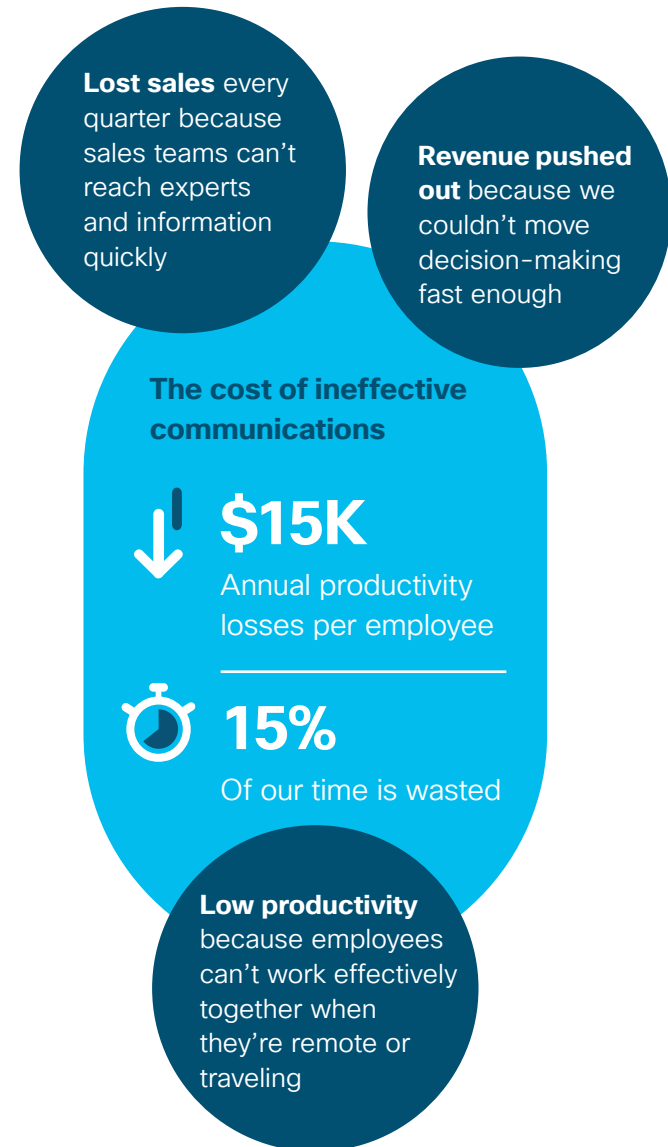 Lost sales every
quarter because
sales teams can’t
reach experts
and information
quickly
Revenue pushed
out because we
couldn’t move
decision-making
fast enough
The cost of ineffective
communications
$15K
Annual productivity
losses per employee
15%
Of our time is wasted
Low productivity
because employees
can’t work effectively
together when
they’re remote or
traveling